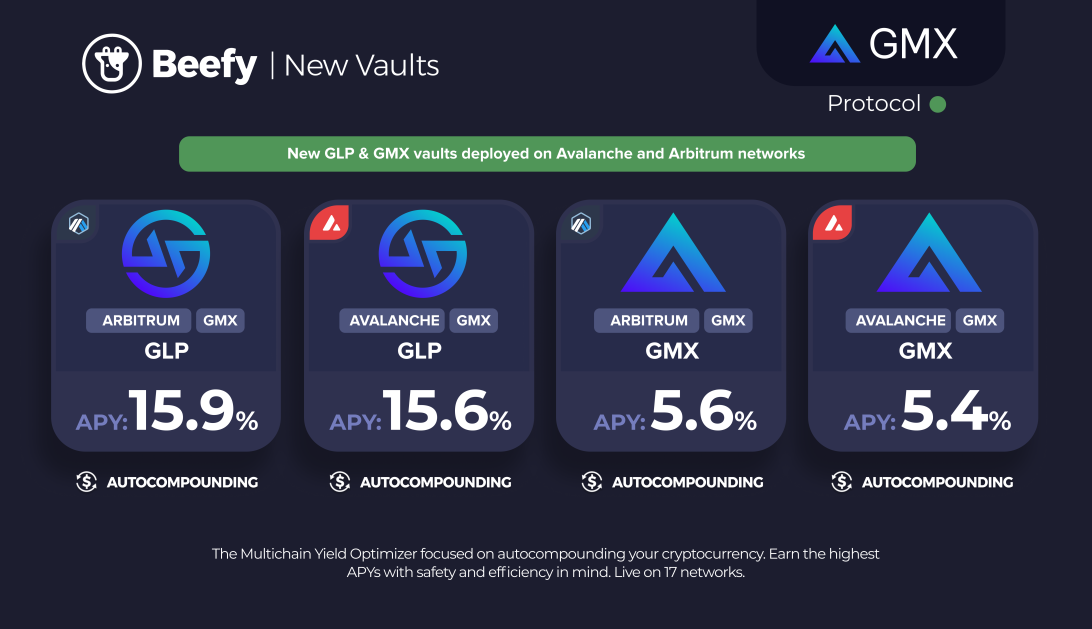 Beefy | New Vaults
GMX
Protocol
New GLP & GMX vaults deployed on Avalanche and Arbitrum networks
ARBITRUM GMX
GLP
APY: 15.9%
AUTOCOMPOUNDING
AVALANCHE GMX
GLP
APY: 15.6%
AUTOCOMPOUNDING
ARBITRUM GMX
GMX
APY: 5.6%
AUTOCOMPOUNDING
AVALANCHE GMX
GMX
APY: 5.4%
AUTOCOMPOUNDING
The Multichain Yield Optimizer focused on autocompounding your cryptocurrency. Earn the highest
APYs with safety and efficiency in mind. Live on 17 networks.